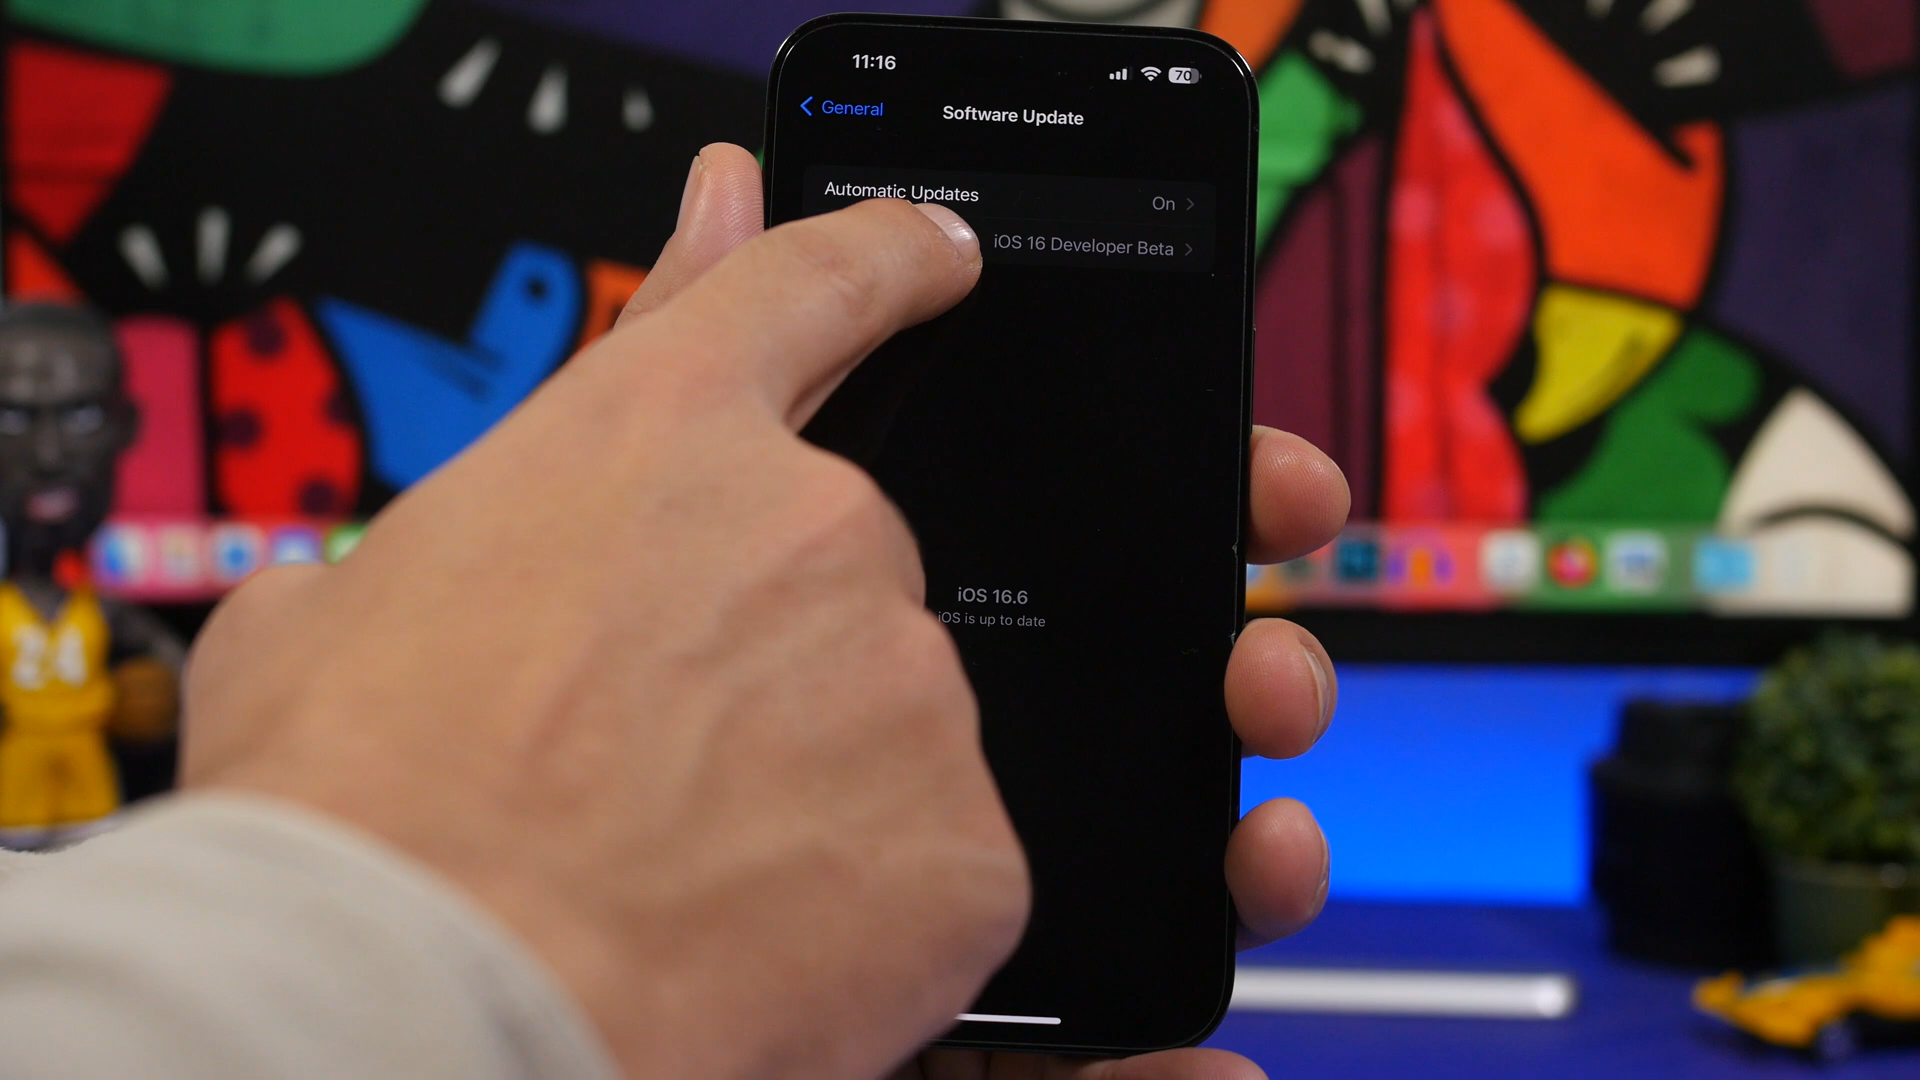 11:16
70
General
Software Update
Automatic Updates
On
iOS 16 Developer Beta
iOS 16.6
iOS is up to date
24